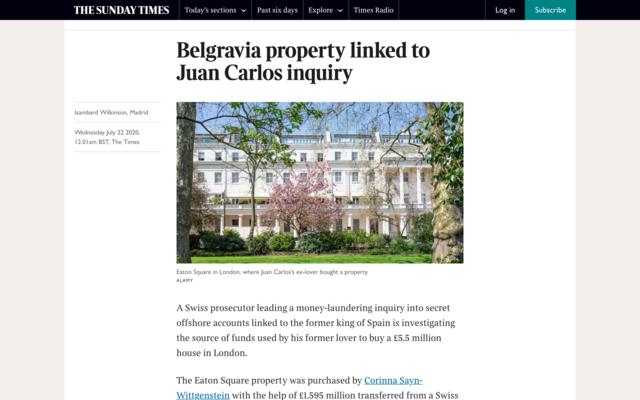 THE SUNDAY TIMES Today's sections Past six days Explore Times Radio Log in Subscribe
Belgravia property linked to
Juan Carlos inquiry
Isambard Wilkinson, Madrid
Wednesday July 22 2020,
12.01am BST, The Times
Eaton Square in London, where Juan Carlos's ex-lover bought a property
ALAMY
A Swiss prosecutor leading a money-laundering inquiry into secret
offshore accounts linked to the former king of Spain is investigating
the source of funds used by his former lover to buy a £5.5 million
house in London.
The Eaton Square property was purchased by Corinna Sayn-
Wittgenstein with the help of £1.595 million transferred from a Swiss